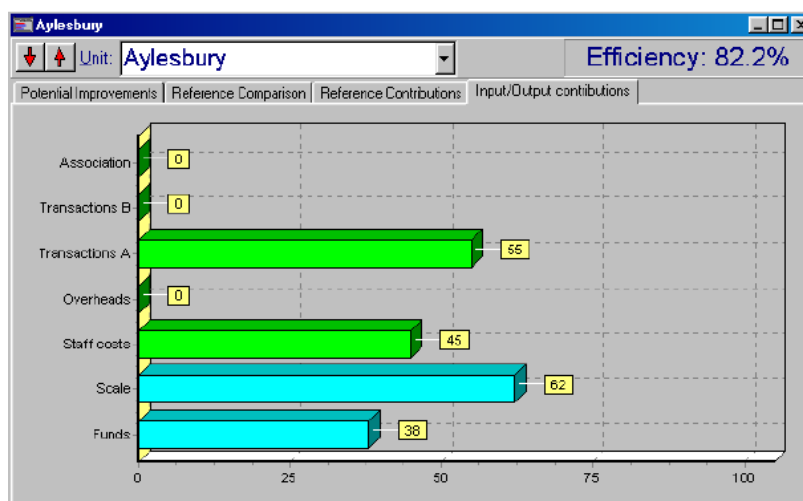 Aylesbury
Unit: Aylesbury Efficiency: 82.2%
Potential Improvements Reference Comparison Reference Contributions Input/Output contibutions
Association 0
Transactions B 0
Transactions A 55
Overheads 0
Staff costs 45
Scale 62
Funds 38
0 25 50 75 100